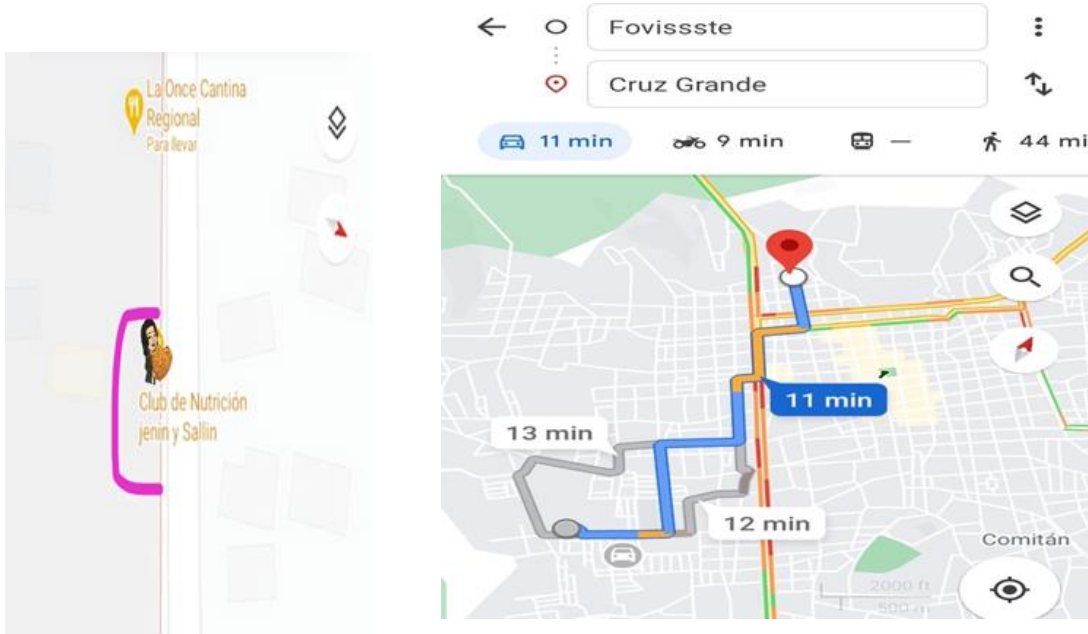 La Once Cantina
Regional
Para llevar
Club de Nutrición
jenin y Sallin
Fovissste
Cruz Grande
11 min
9 min
—
44 mi
11 min
13 min
12 min
Comitán
2000 ft
500 m